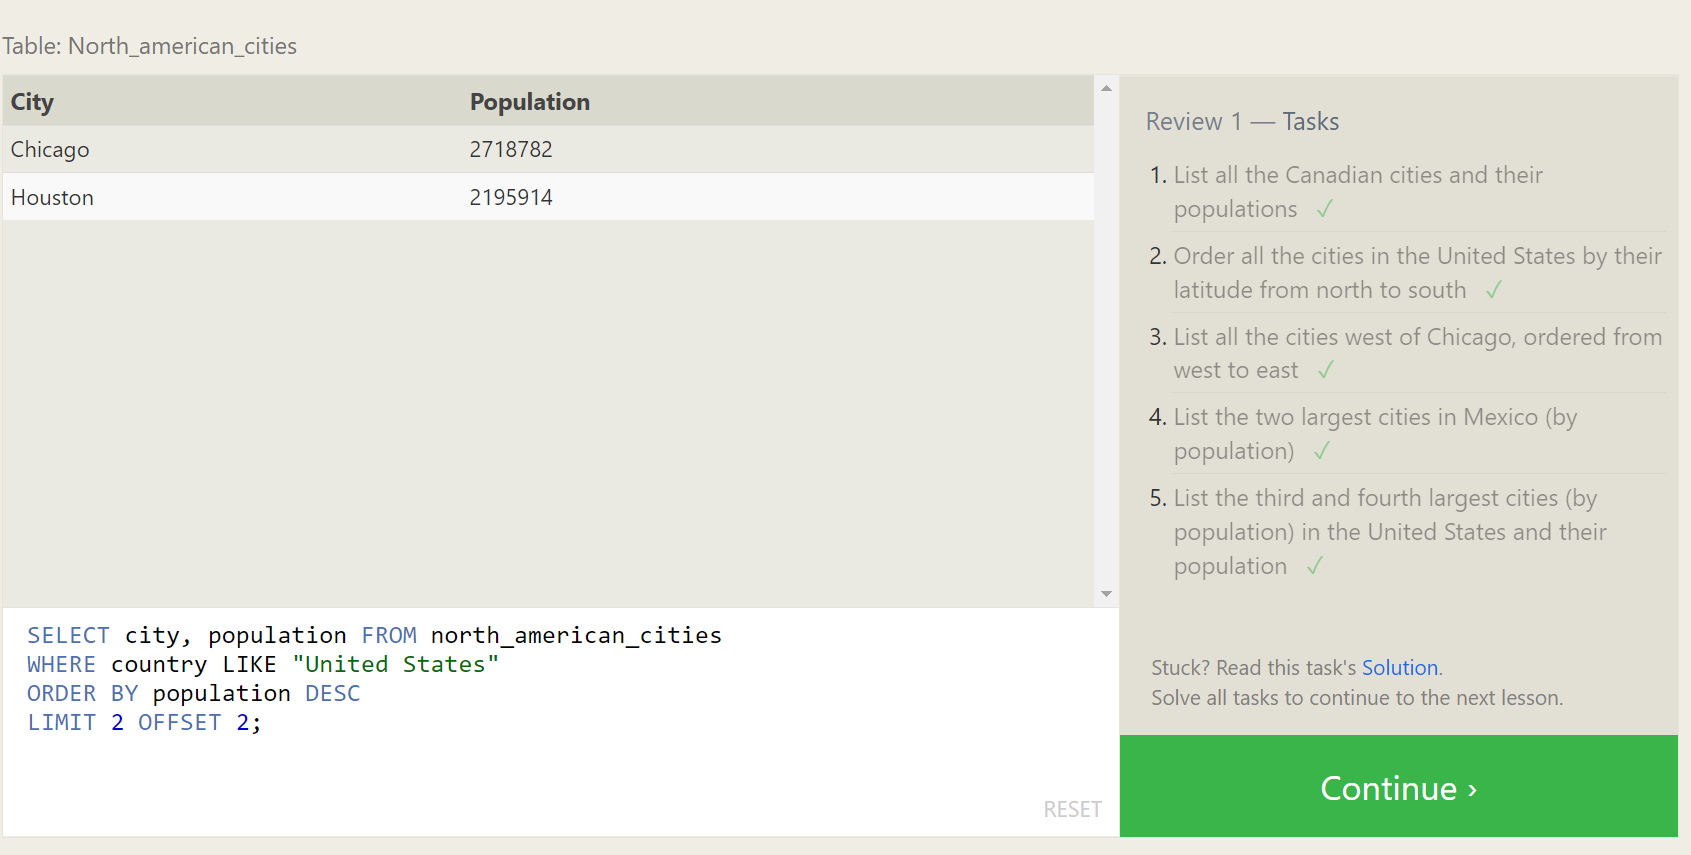 Table: North_american_cities
City Population
Chicago 2718782
Houston 2195914
SELECT city, population FROM north_american_cities
WHERE country LIKE "United States"
ORDER BY population DESC
LIMIT 2 OFFSET 2;
RESET
Review 1 — Tasks
1. List all the Canadian cities and their
populations ✓
2. Order all the cities in the United States by their
latitude from north to south ✓
3. List all the cities west of Chicago, ordered from
west to east ✓
4. List the two largest cities in Mexico (by
population) ✓
5. List the third and fourth largest cities (by
population) in the United States and their
population ✓
Stuck? Read this task's Solution.
Solve all tasks to continue to the next lesson.
Continue ›